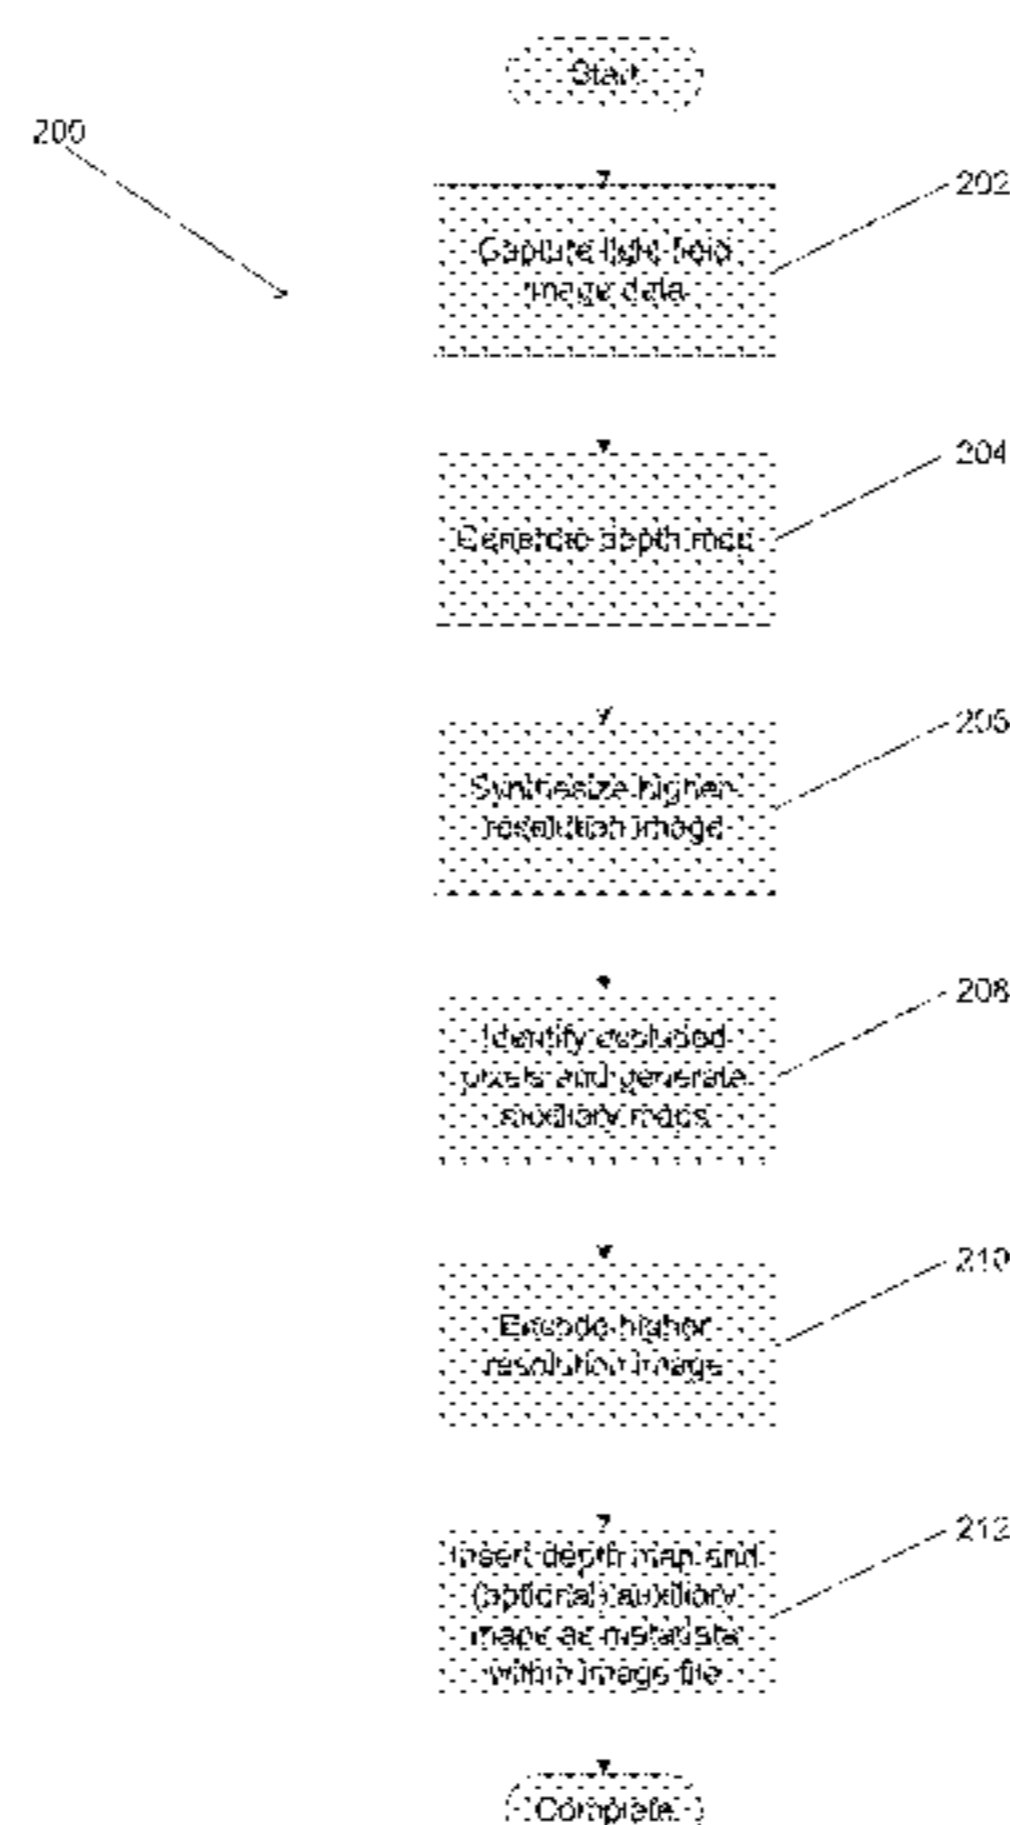 Start
200
202
Capture light field
image data
204
Generate depth map
206
Synthesize higher
resolution image
208
Identify occluded
pixels and generate
auxiliary maps
210
Encode higher
resolution image
212
Insert depth map and
(optional) auxiliary
maps as metadata
within image file
Complete